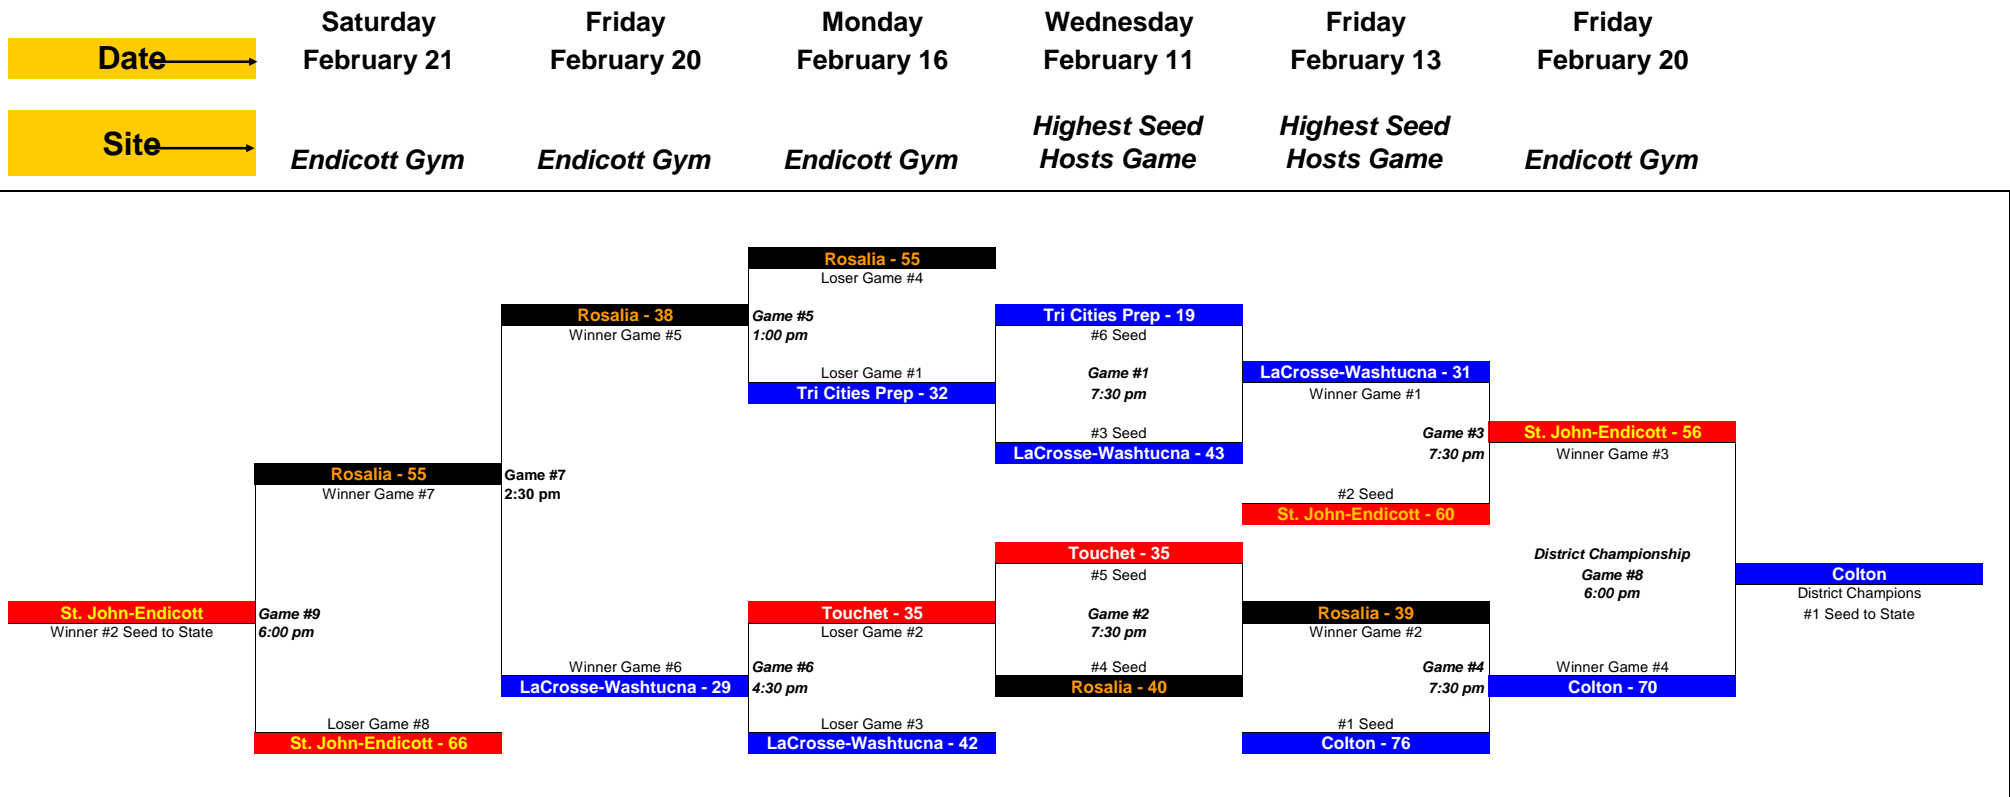 Saturday
Friday
Monday
Wednesday
Friday
Friday
Date
February 21
February 20
February 16
February 11
February 13
February 20
Site
Endicott Gym
Endicott Gym
Endicott Gym
Highest Seed
Hosts Game
Highest Seed
Hosts Game
Endicott Gym
Rosalia - 55
Loser Game #4
Rosalia - 38
Winner Game #5
Game #5
1:00 pm
Tri Cities Prep - 19
#6 Seed
Loser Game #1
Tri Cities Prep - 32
Game #1
7:30 pm
LaCrosse-Washtucna - 31
Winner Game #1
#3 Seed
LaCrosse-Washtucna - 43
Game #3
7:30 pm
St. John-Endicott - 56
Winner Game #3
Rosalia - 55
Winner Game #7
Game #7
2:30 pm
#2 Seed
St. John-Endicott - 60
Touchet - 35
#5 Seed
District Championship
Game #8
6:00 pm
Colton
District Champions
#1 Seed to State
St. John-Endicott
Winner #2 Seed to State
Game #9
6:00 pm
Touchet - 35
Loser Game #2
Game #2
7:30 pm
Rosalia - 39
Winner Game #2
Winner Game #6
LaCrosse-Washtucna - 29
Game #6
4:30 pm
#4 Seed
Rosalia - 40
Game #4
7:30 pm
Winner Game #4
Colton - 70
Loser Game #8
St. John-Endicott - 66
Loser Game #3
LaCrosse-Washtucna - 42
#1 Seed
Colton - 76